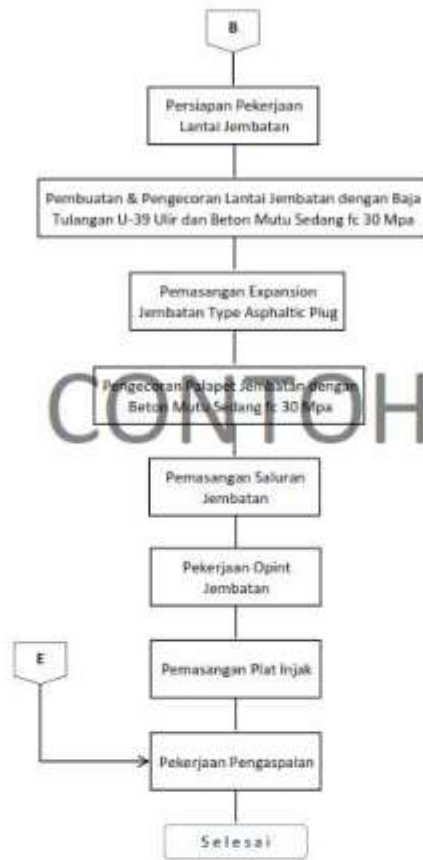 B
Persiapan Pekerjaan
Lantai Jembatan
Pembuatan & Pengecoran Lantai Jembatan dengan Baja
Tulangan U-39 Ulir dan Beton Mutu Sedang fc 30 Mpa
Pemasangan Expansion
Jembatan Type Asphaltic Plug
Pengecoran Palapet Jembatan dengan
Beton Mutu Sedang fc 30 Mpa
CONTOH
Pemasangan Saluran
Jembatan
Pekerjaan Opint
Jembatan
E
Pemasangan Plat Injak
Pekerjaan Pengaspalan
Selesai